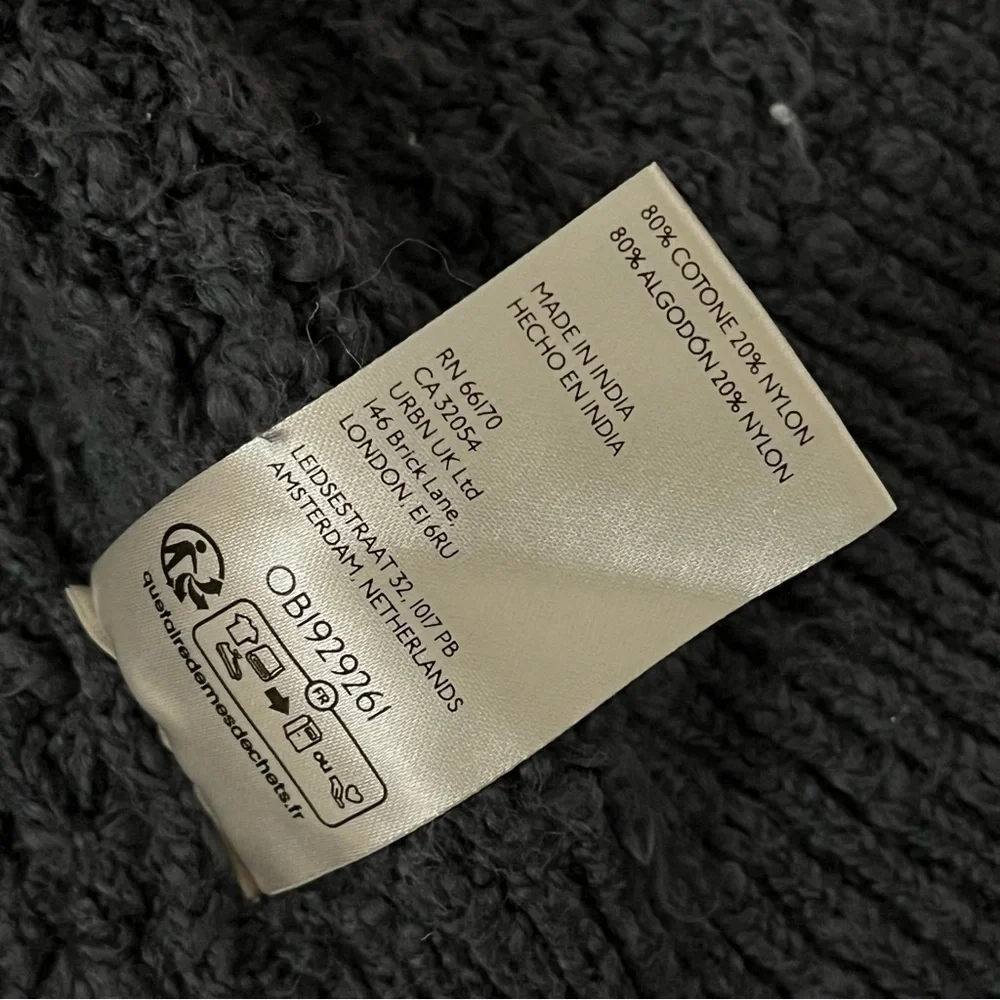 80% COTONE 20% NYLON
80% ALGODÓN 20% NYLON
MADE IN INDIA
HECHO EN INDIA
RN 66170
CA 32054
URBN UK Ltd
146 Brick Lane,
LONDON, E1 6RU
LEIDSESTRAAT 32, 1017 PB
AMSTERDAM, NETHERLANDS
OB1929261
FR
ou
quefairedemesdechets.fr